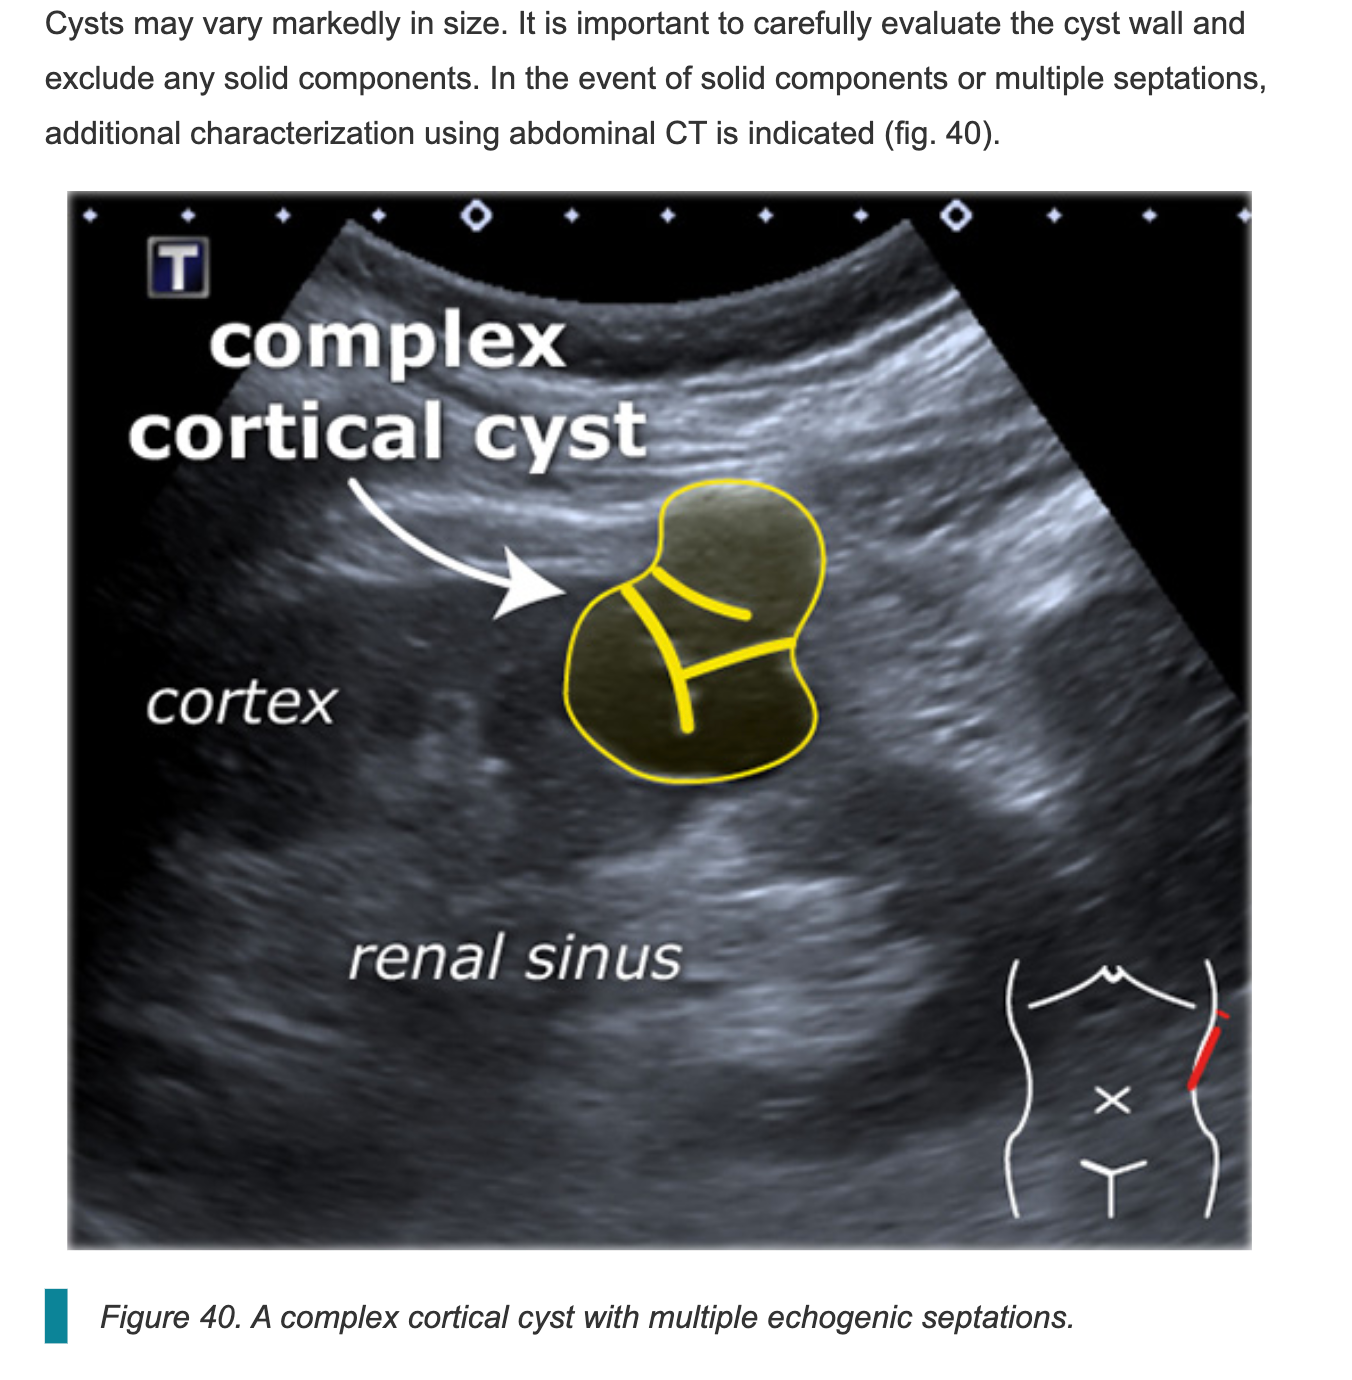 Cysts may vary markedly in size. It is important to carefully evaluate the cyst wall and
exclude any solid components. In the event of solid components or multiple septations,
additional characterization using abdominal CT is indicated (fig. 40).
T
complex
cortical cyst
cortex
renal sinus
Figure 40. A complex cortical cyst with multiple echogenic septations.